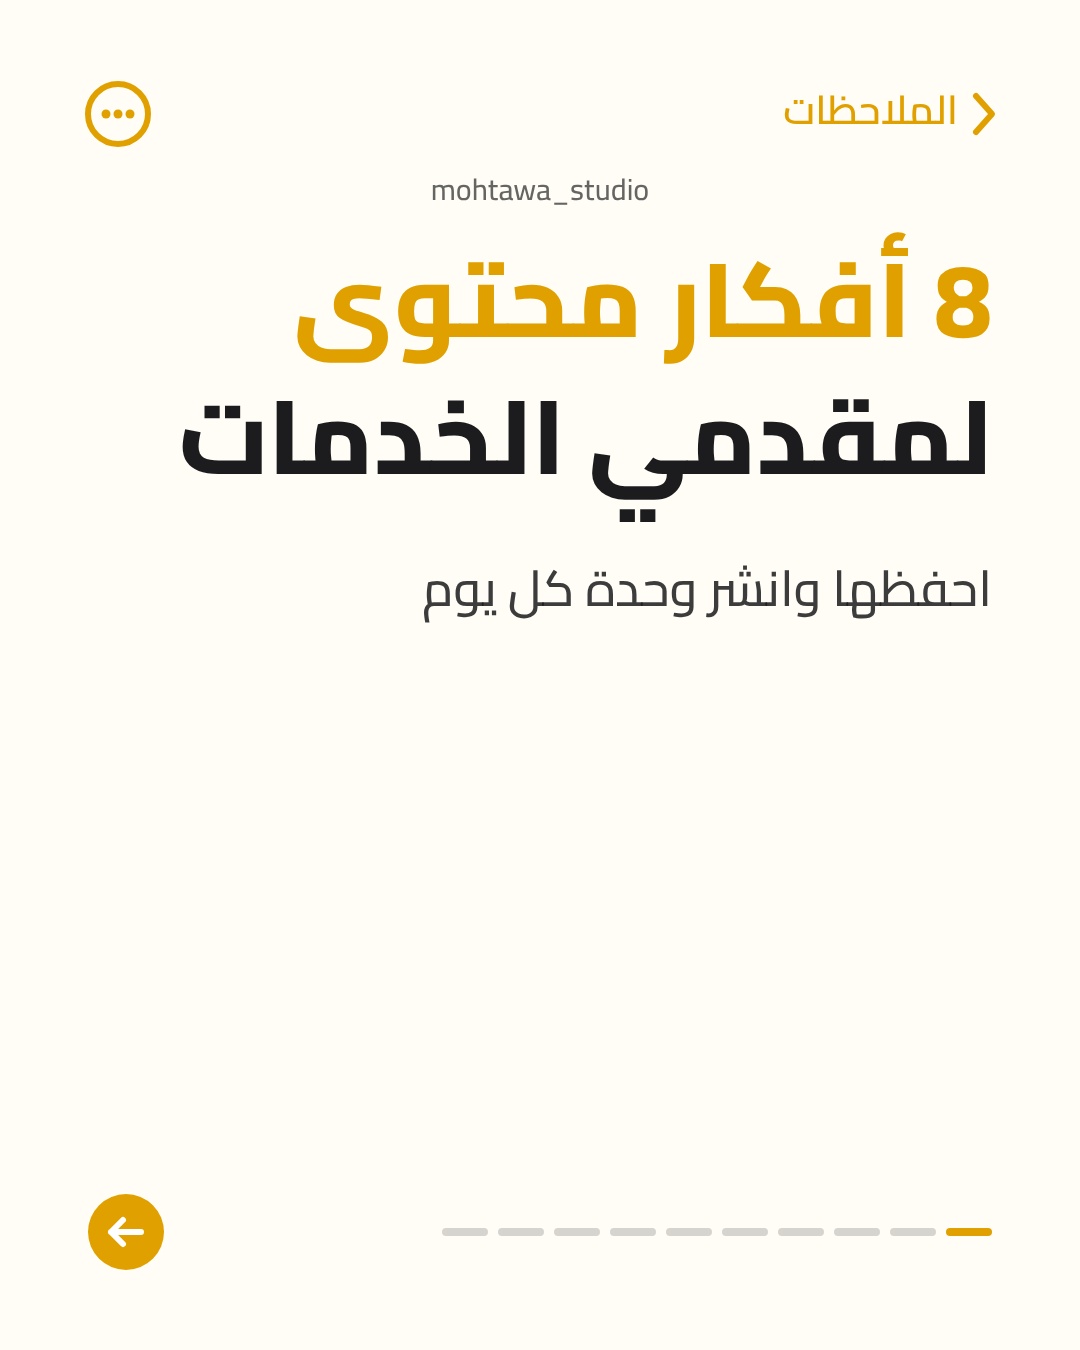 الملاحظات
mohtawa_studio
8 أفكار محتوى
لمقدمي الخدمات
احفظها وانشر وحدة كل يوم